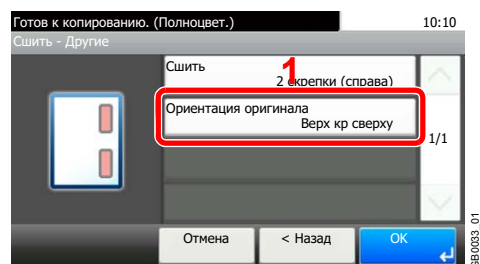 Готов к копированию. (Полноцвет.) 10:10
Сшить - Другие
Сшить
1
2 скрепки (справа)
Ориентация оригинала
Верх кр сверху
1/1
Отмена < Назад OK
GB0033_01